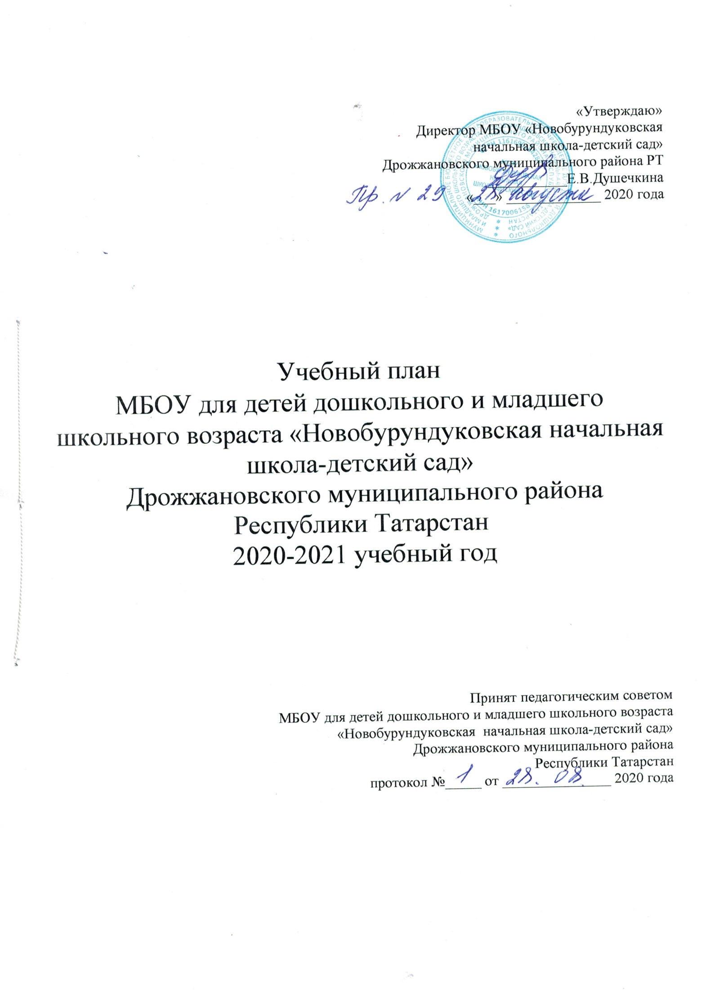 «Утверждаю»
Директор МБОУ «Новобурундуковская
начальная школа-детский сад»
Дрожжановского муниципального района РТ
Е.В.Душечкина
Пр. N 29 «28» августа 2020 года
ИНН 1617006156
Учебный план
МБОУ для детей дошкольного и младшего
школьного возраста «Новобурундуковская начальная
школа-детский сад»
Дрожжановского муниципального района
Республики Татарстан
2020-2021 учебный год
Принят педагогическим советом
МБОУ для детей дошкольного и младшего школьного возраста
«Новобурундуковская начальная школа-детский сад»
Дрожжановского муниципального района
Республики Татарстан
протокол № 1 от 28. 08. 2020 года